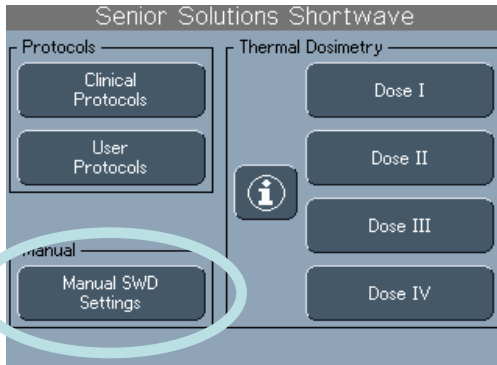 Senior Solutions Shortwave
Protocols
Clinical
Protocols
User
Protocols
Manual
Manual SWD
Settings
Thermal Dosimetry
i
Dose I
Dose II
Dose III
Dose IV